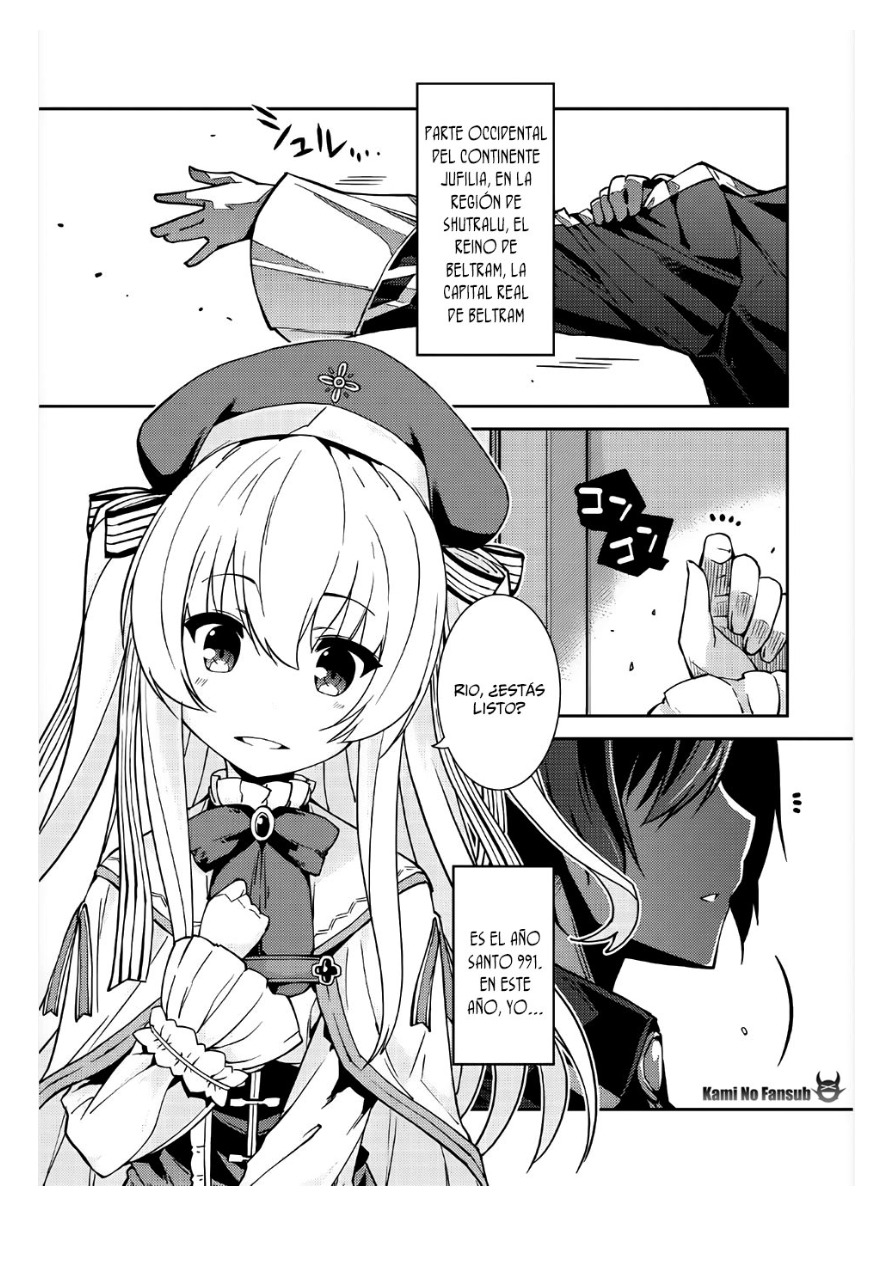 PARTE OCCIDENTAL
DEL CONTINENTE
JUFILIA, EN LA
REGIÓN DE
SHUTRALU, EL
REINO DE
BELTRAM, LA
CAPITAL REAL
DE BELTRAM
シュル...
コン
コン
RIO, ¿ESTÁS
LISTO?
ES EL AÑO
SANTO 991.
EN ESTE
AÑO, YO...
Kami No Fansub